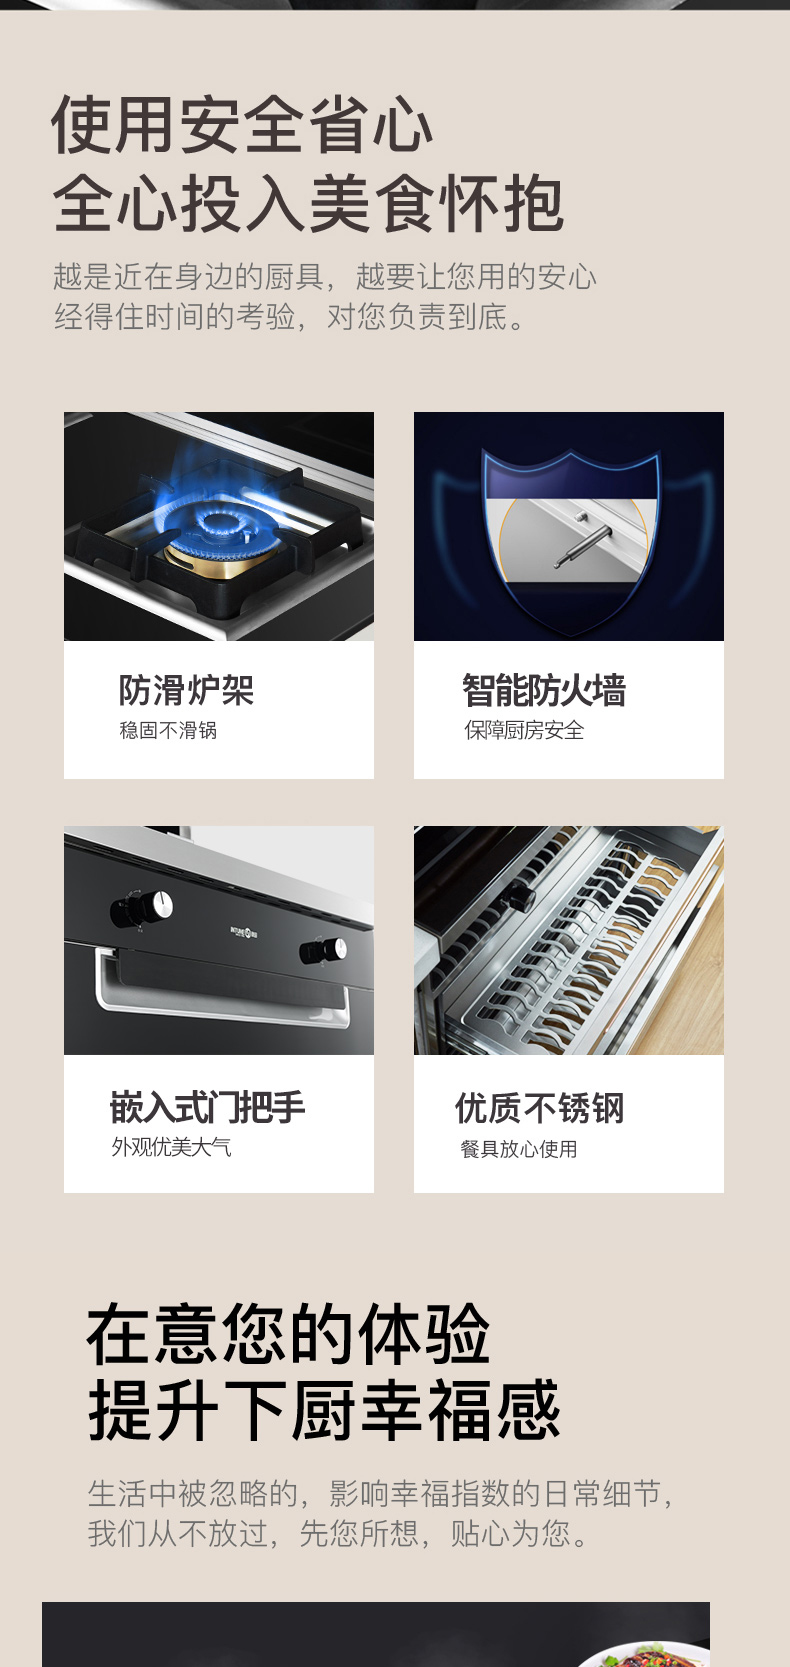 使用安全省心
全心投入美食怀抱
越是近在身边的厨具，越要让您用的安心
经得住时间的考验，对您负责到底。
防滑炉架
稳固不滑锅
智能防火墙
保障厨房安全
嵌入式门把手
外观优美大气
优质不锈钢
餐具放心使用
在意您的体验
提升下厨幸福感
生活中被忽略的，影响幸福指数的日常细节，
我们从不放过，先您所想，贴心为您。